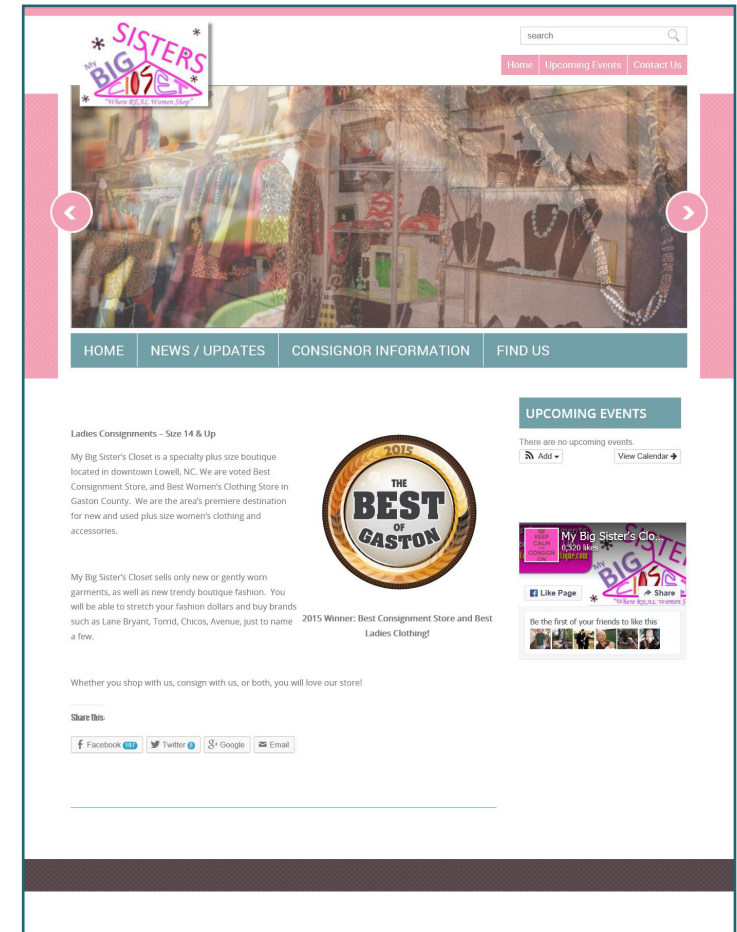 SISTERS
MY BIG
CLOSET
"Where REAL Women Shop"
search
Home
Upcoming Events
Contact Us
HOME
NEWS / UPDATES
CONSIGNOR INFORMATION
FIND US
Ladies Consignments – Size 14 & Up
My Big Sister's Closet is a specialty plus size boutique
located in downtown Lowell, NC. We are voted Best
Consignment Store, and Best Women's Clothing Store in
Gaston County.  We are the area's premiere destination
for new and used plus size women's clothing and
accessories.
My Big Sister's Closet sells only new or gently worn
garments, as well as new trendy boutique fashion.  You
will be able to stretch your fashion dollars and buy brands
such as Lane Bryant, Torrid, Chicos, Avenue, just to name
a few.
2015
THE
BEST
OF
GASTON
2015 Winner: Best Consignment Store and Best
Ladies Clothing!
Whether you shop with us, consign with us, or both, you will love our store!
Share this:
Facebook 197
Twitter 6
Google
Email
UPCOMING EVENTS
There are no upcoming events.
Add
View Calendar
KEEP
CALM
CONSIGN
ON
My Big Sister's Clo...
6,320 likes
MY BIG
Like Page
Share
Be the first of your friends to like this